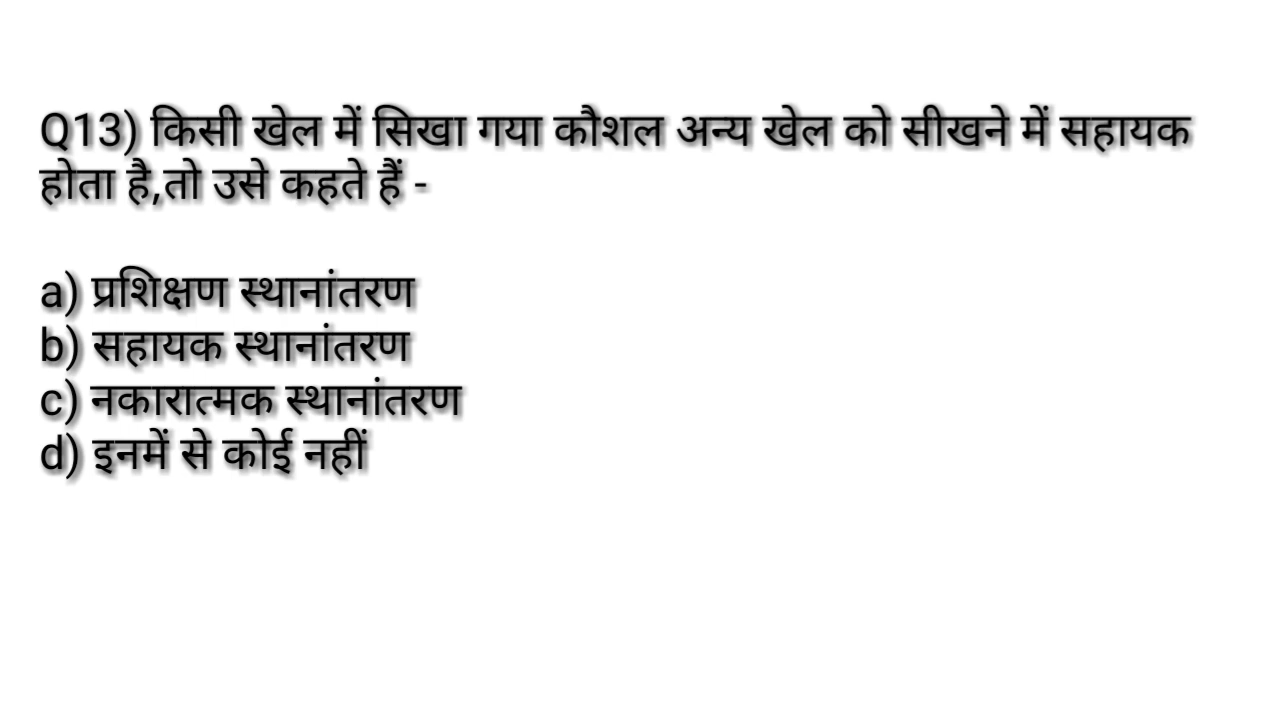 Q13) किसी खेल में सिखा गया कौशल अन्य खेल को सीखने में सहायक
होता है,तो उसे कहते हैं -
a) प्रशिक्षण स्थानांतरण
b) सहायक स्थानांतरण
c) नकारात्मक स्थानांतरण
d) इनमें से कोई नहीं